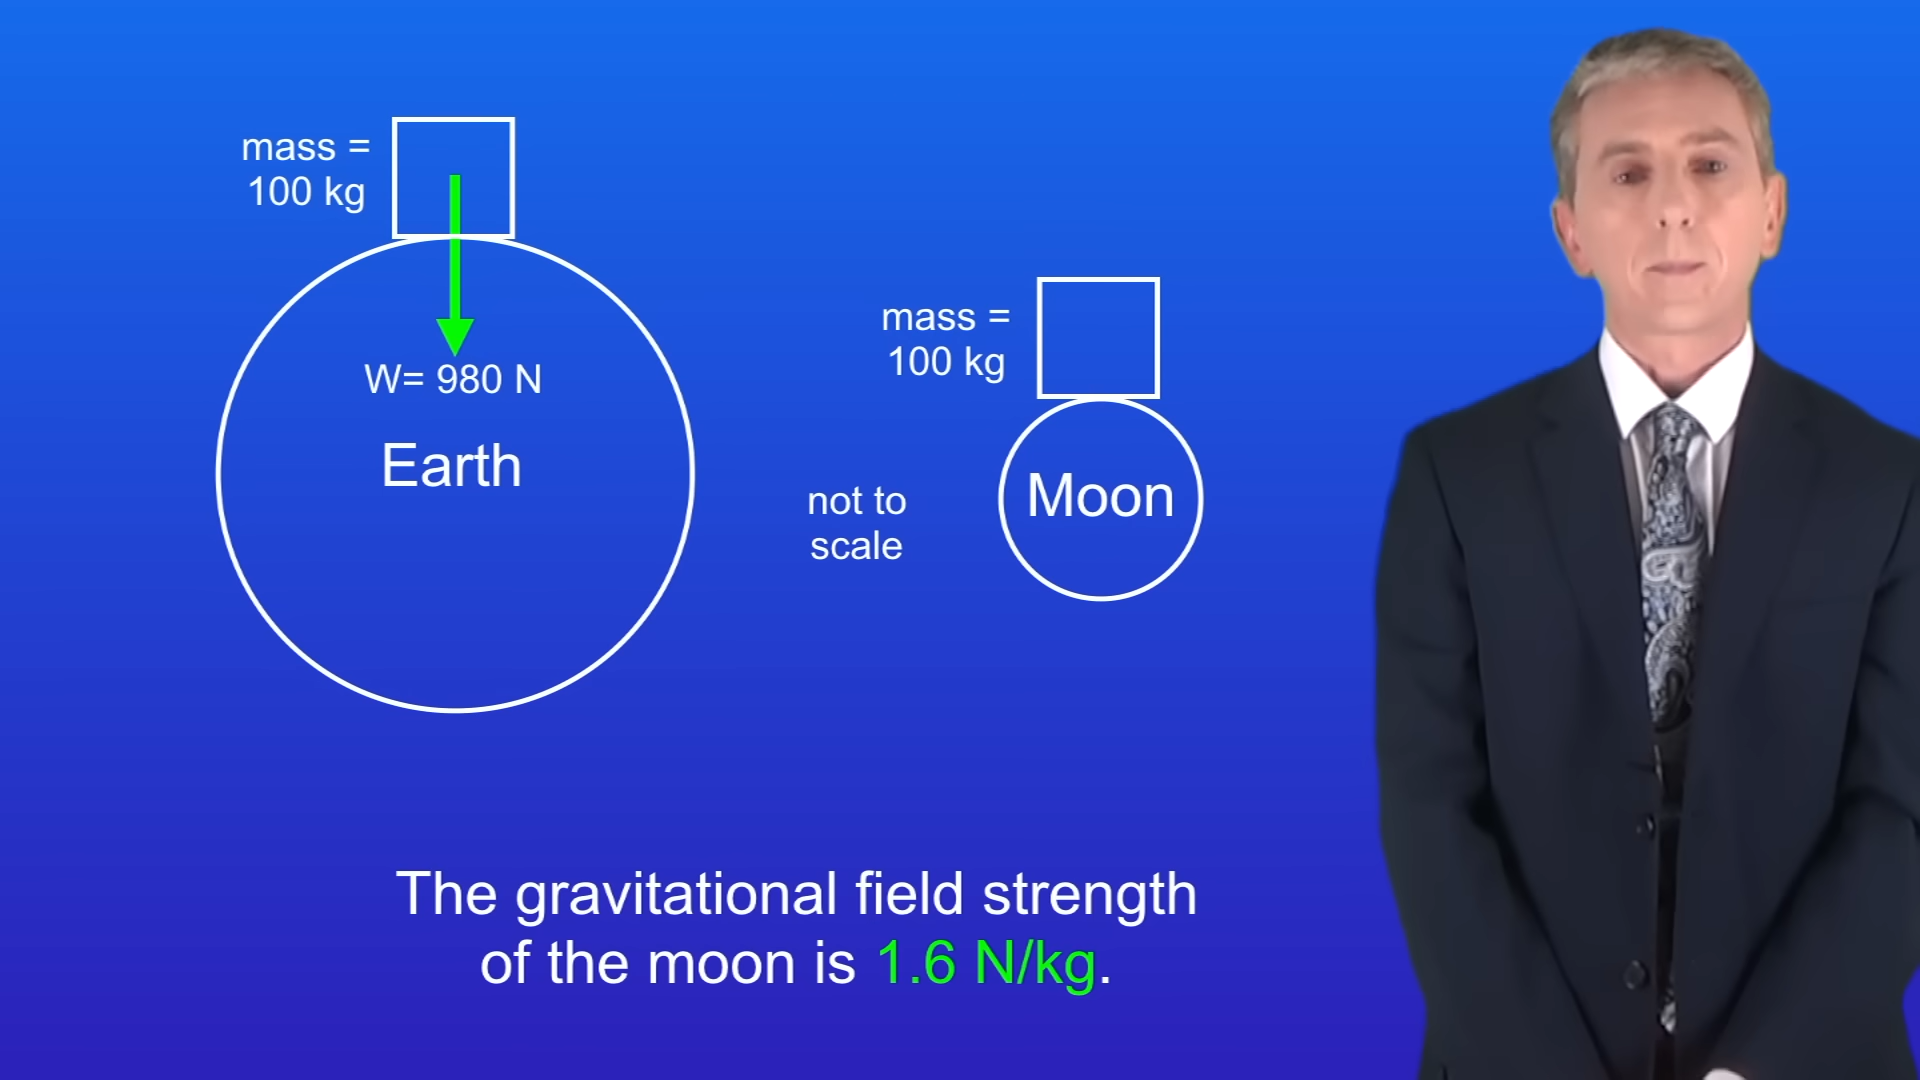 mass =
100 kg
W= 980 N
Earth
mass =
100 kg
Moon
not to
scale
The gravitational field strength
of the moon is 1.6 N/kg.